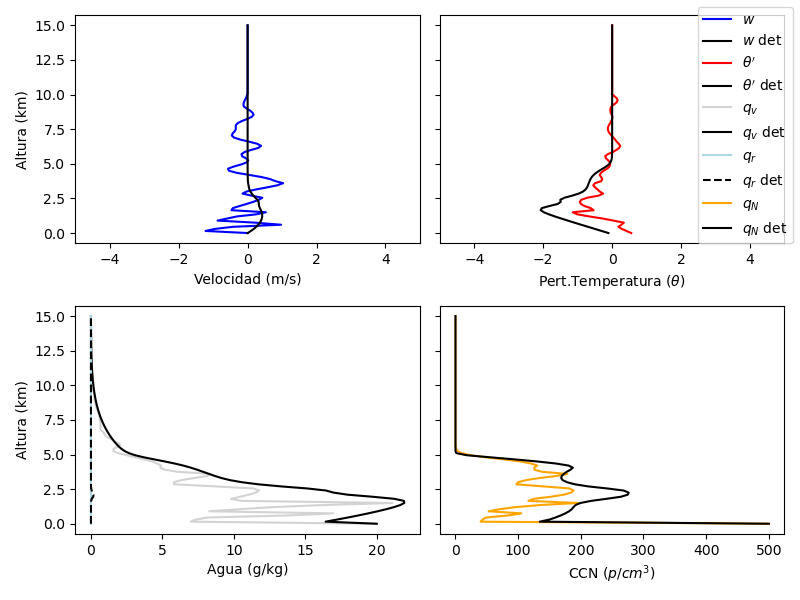 15.0
12.5
10.0
7.5
5.0
2.5
0.0
Altura (km)
−4 −2 0 2 4
Velocidad (m/s)
−4 −2 0 2 4
Pert.Temperatura (θ)
w
w det
θ′
θ′ det
q_v
q_v det
q_r
q_r det
q_N
q_N det
15.0
12.5
10.0
7.5
5.0
2.5
0.0
Altura (km)
0 5 10 15 20
Agua (g/kg)
0 100 200 300 400 500
CCN (p/cm³)